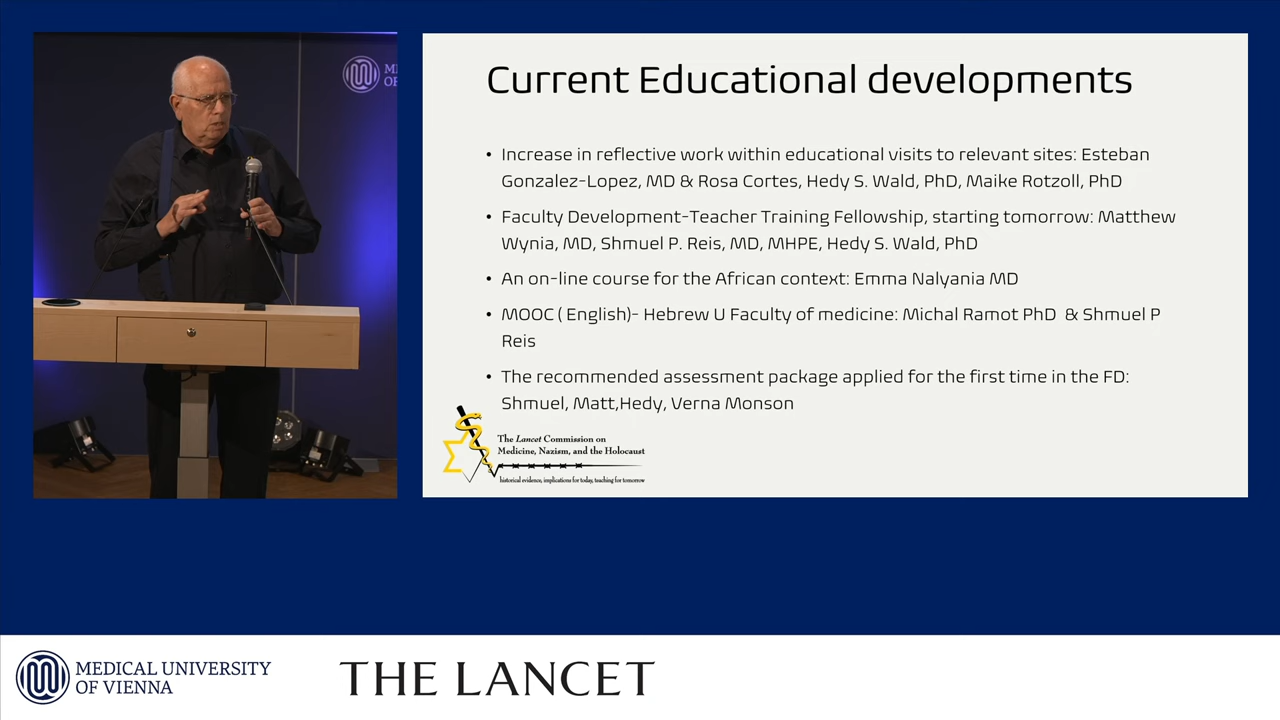 Current Educational developments
• Increase in reflective work within educational visits to relevant sites: Esteban
Gonzalez-Lopez, MD & Rosa Cortes, Hedy S. Wald, PhD, Maike Rotzoll, PhD
• Faculty Development-Teacher Training Fellowship, starting tomorrow: Matthew
Wynia, MD, Shmuel P. Reis, MD, MHPE, Hedy S. Wald, PhD
• An on-line course for the African context: Emma Nalyania MD
• MOOC ( English)- Hebrew U Faculty of medicine: Michal Ramot PhD & Shmuel P
Reis
• The recommended assessment package applied for the first time in the FD:
Shmuel, Matt,Hedy, Verna Monson
The Lancet Commission on
Medicine, Nazism, and the Holocaust
historical evidence, implications for today, teaching for tomorrow
MEDICAL UNIVERSITY
OF VIENNA
THE LANCET